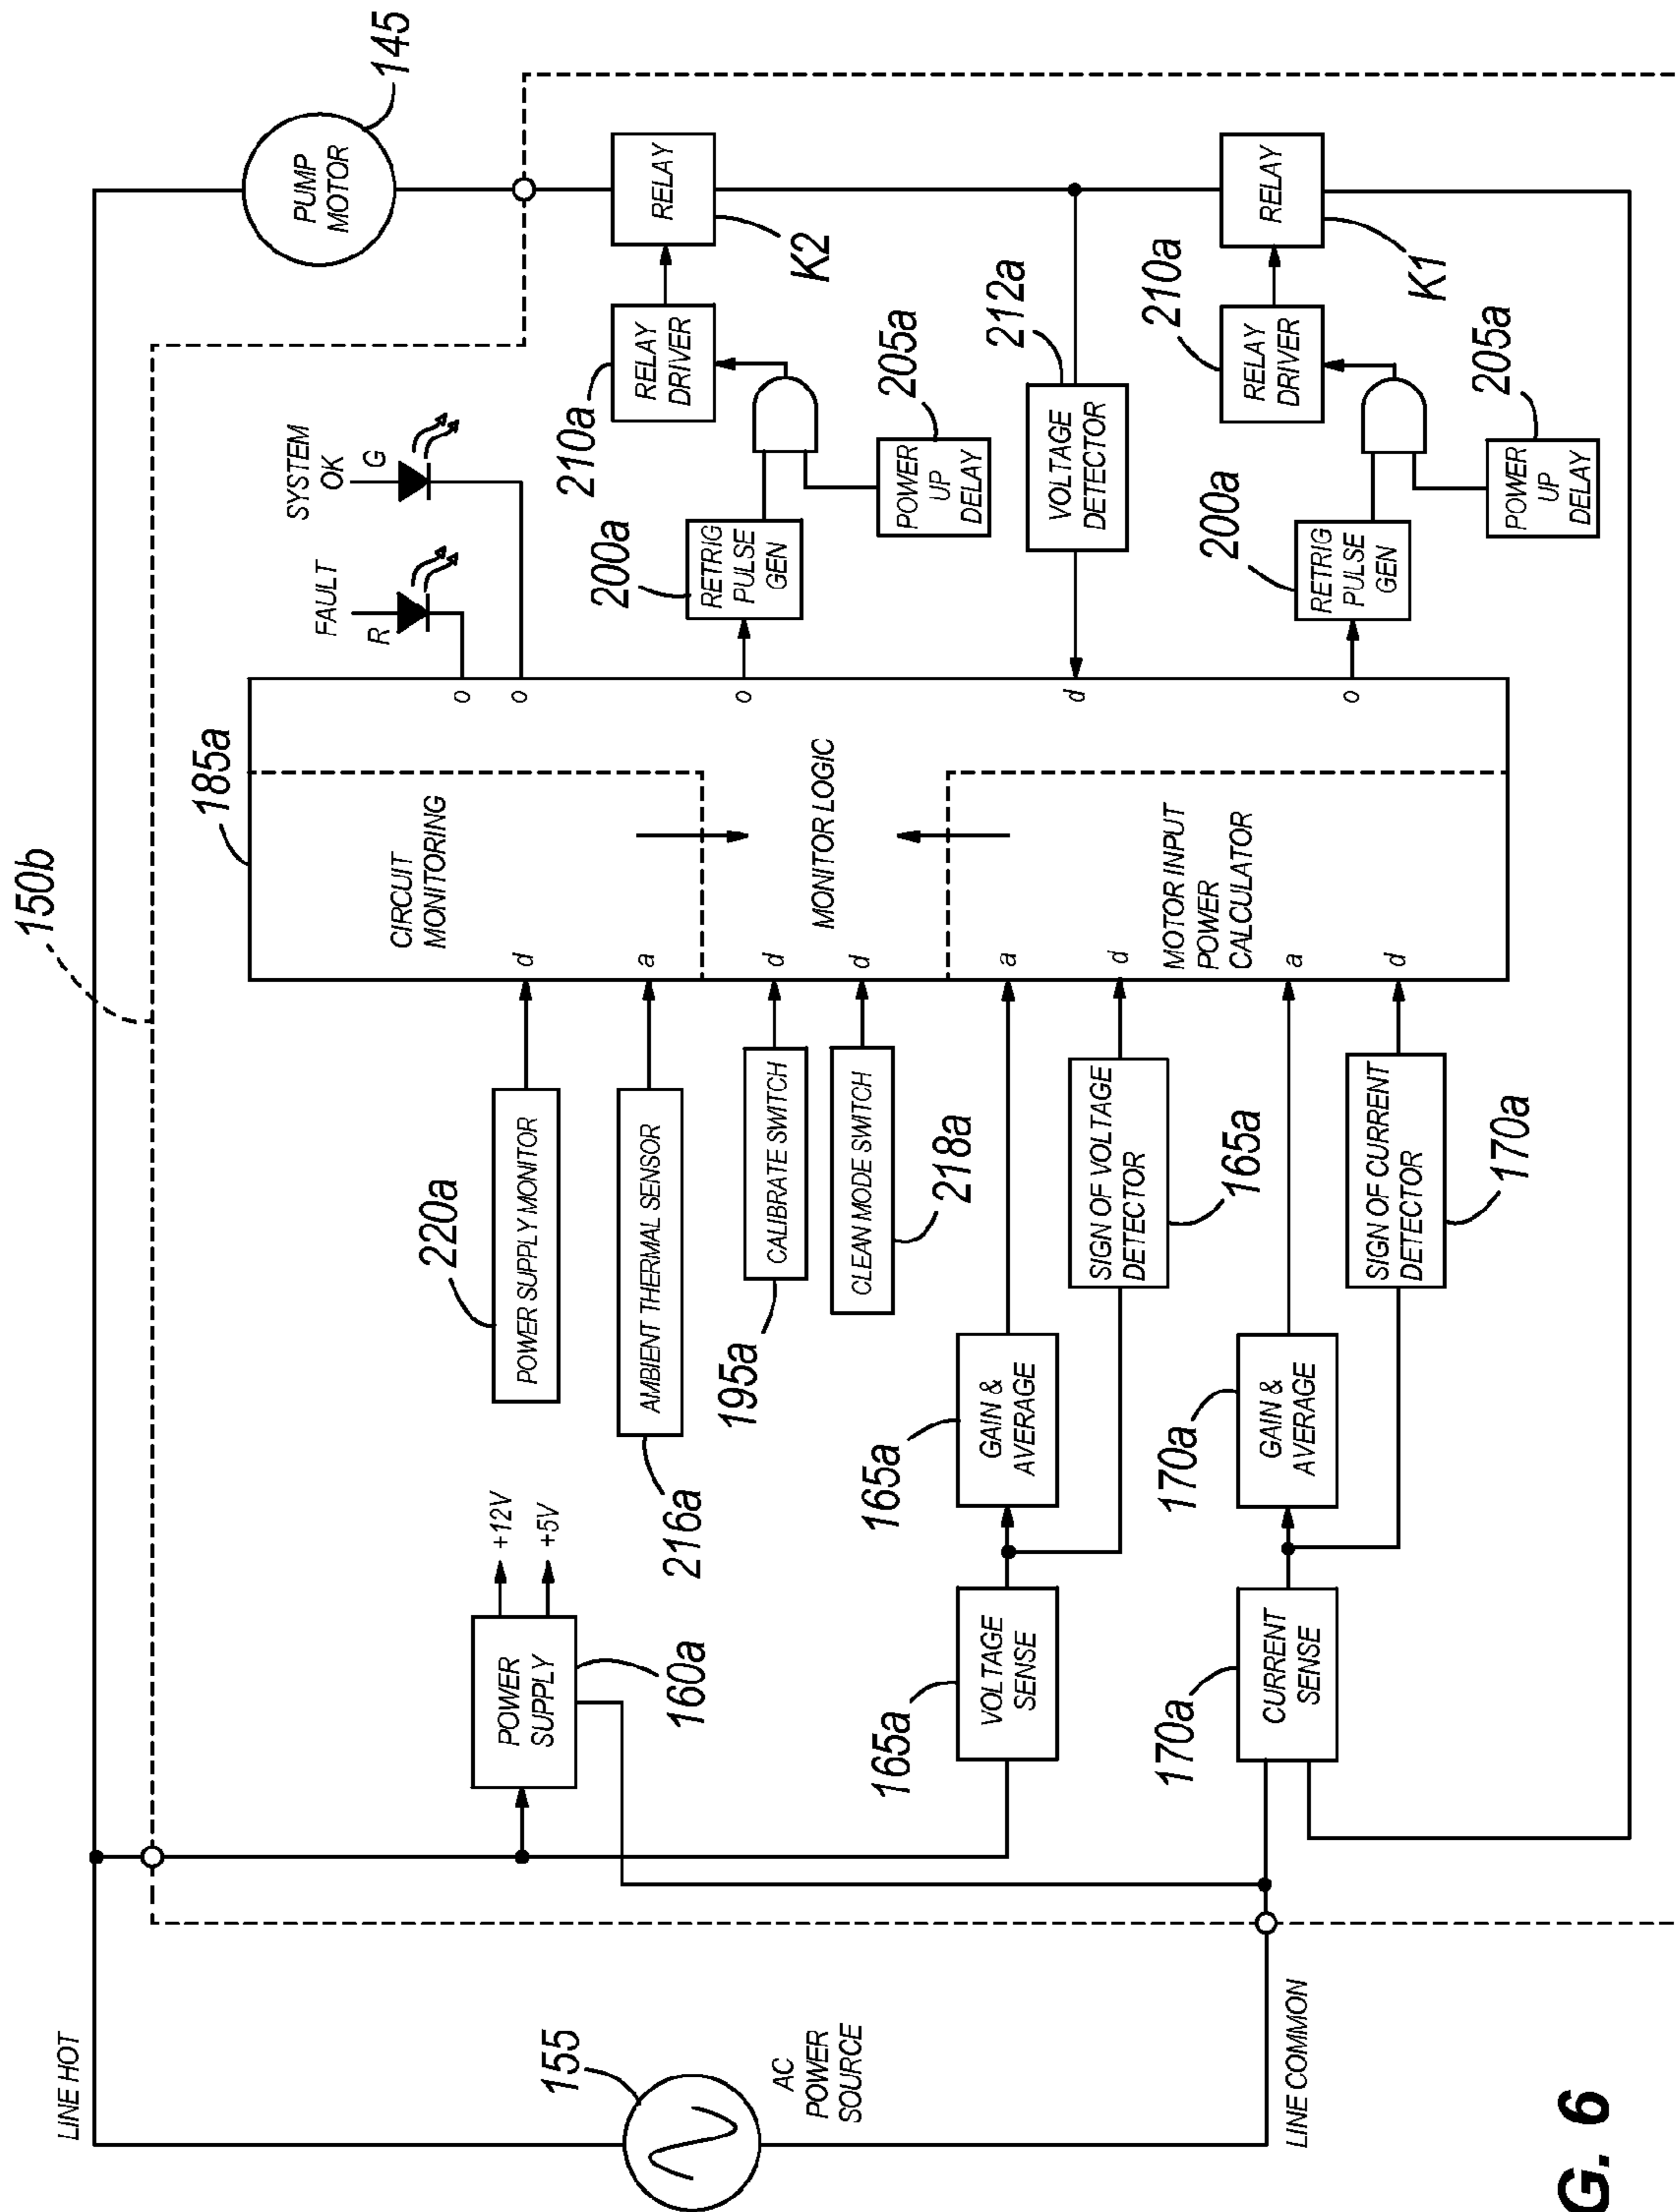 150b
LINE HOT
155
AC
POWER
SOURCE
LINE COMMON
POWER
SUPPLY
+12V
+5V
160a
220a
POWER SUPPLY MONITOR
AMBIENT THERMAL SENSOR
216a
195a
CALIBRATE SWITCH
CLEAN MODE SWITCH
218a
165a
VOLTAGE
SENSE
165a
GAIN &
AVERAGE
SIGN OF VOLTAGE
DETECTOR
165a
170a
CURRENT
SENSE
170a
GAIN &
AVERAGE
SIGN OF CURRENT
DETECTOR
170a
185a
CIRCUIT
MONITORING
d
a
MONITOR LOGIC
d
d
MOTOR INPUT
POWER
CALCULATOR
a
d
a
d
o
o
o
d
o
FAULT
R
SYSTEM
OK
G
200a
RETRIG
PULSE
GEN
210a
RELAY
DRIVER
POWER
UP
DELAY
205a
RELAY
K2
PUMP
MOTOR
145
VOLTAGE
DETECTOR
212a
200a
RETRIG
PULSE
GEN
210a
RELAY
DRIVER
POWER
UP
DELAY
205a
RELAY
K1
G. 6